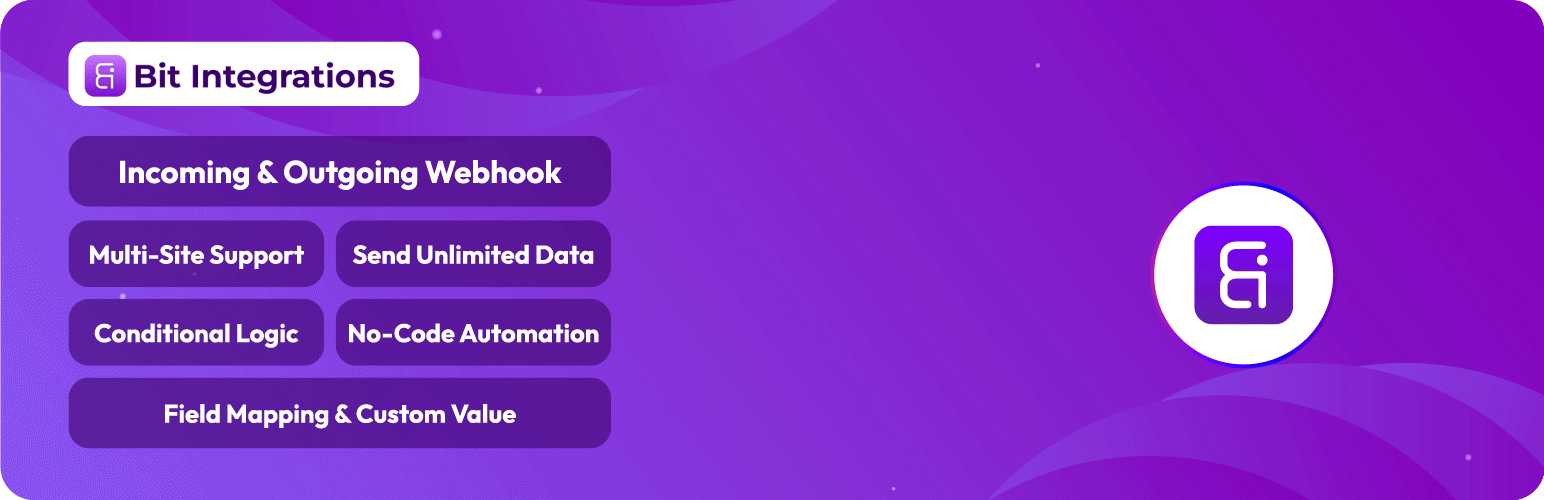 Bit Integrations
Incoming & Outgoing Webhook
Multi-Site Support
Send Unlimited Data
Conditional Logic
No-Code Automation
Field Mapping & Custom Value